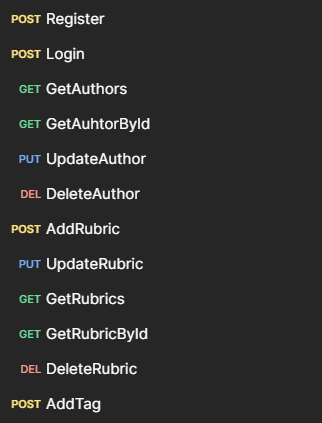 POST Register
POST Login
GET GetAuthors
GET GetAuhtorById
PUT UpdateAuthor
DEL DeleteAuthor
POST AddRubric
PUT UpdateRubric
GET GetRubrics
GET GetRubricById
DEL DeleteRubric
POST AddTag